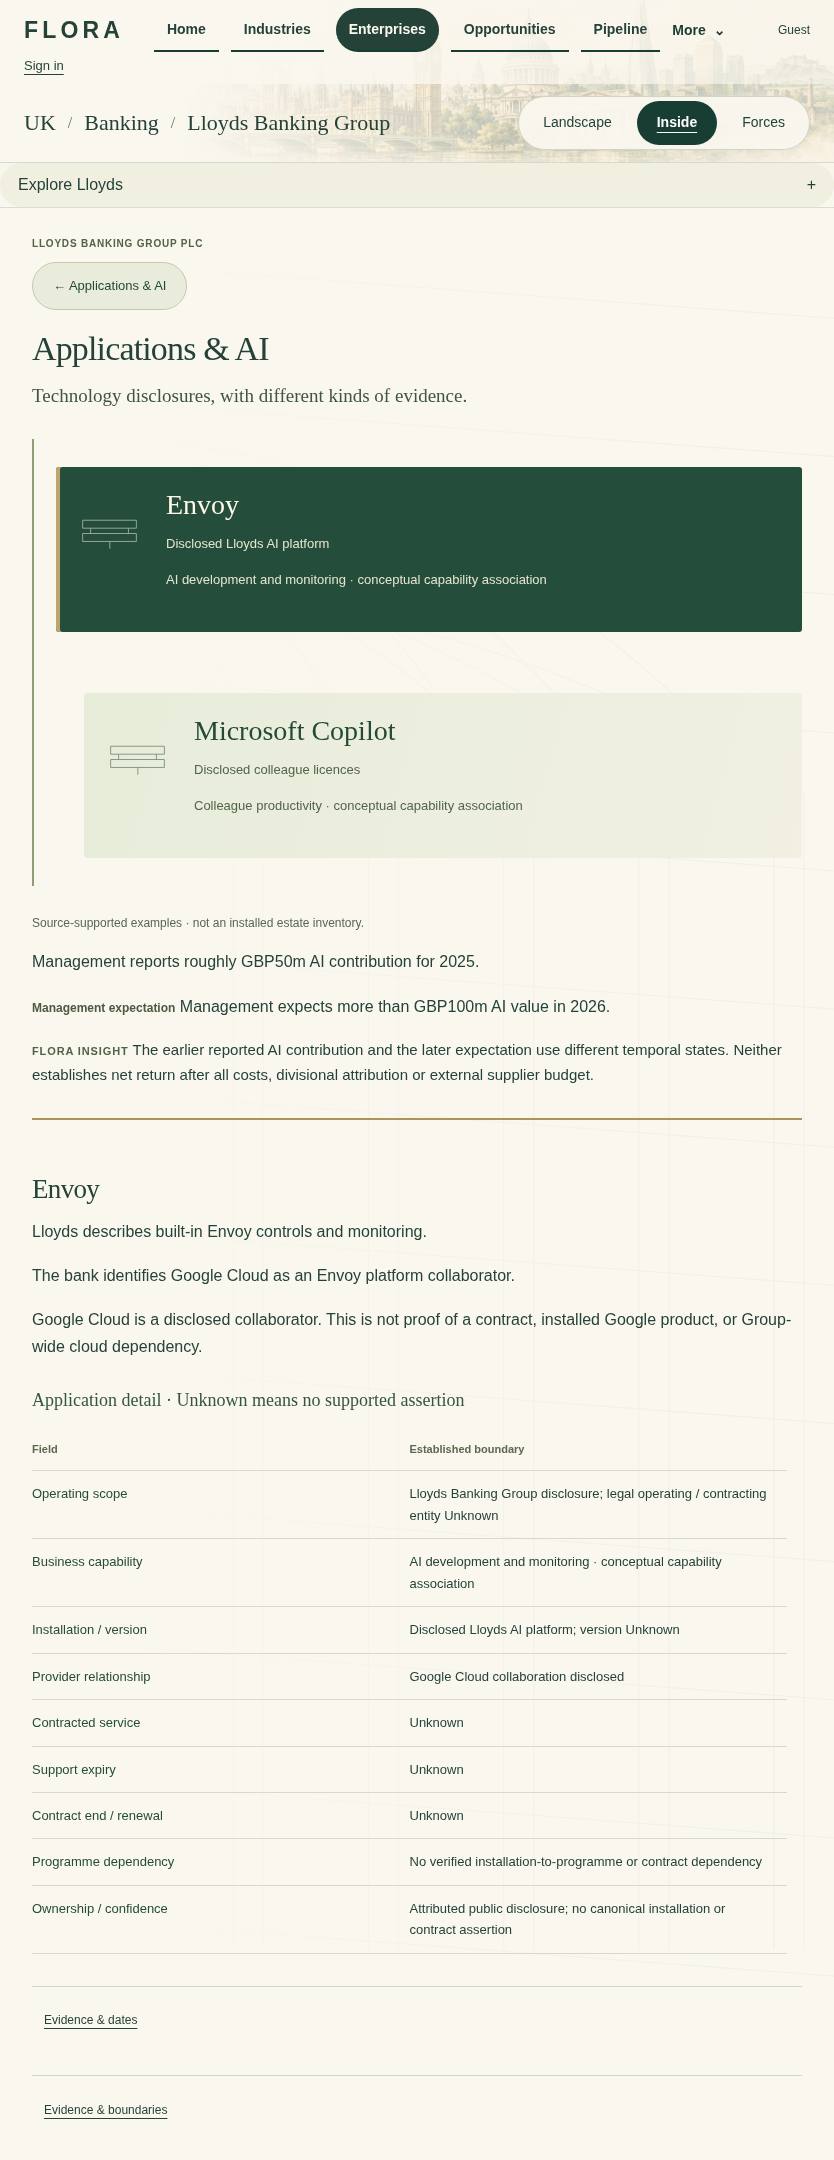 FLORA
Home
Industries
Enterprises
Opportunities
Pipeline
More ⌄
Guest
Sign in
UK / Banking / Lloyds Banking Group
Landscape
Inside
Forces
Explore Lloyds
+
LLOYDS BANKING GROUP PLC
← Applications & AI
Applications & AI
Technology disclosures, with different kinds of evidence.
Envoy
Disclosed Lloyds AI platform
AI development and monitoring · conceptual capability association
Microsoft Copilot
Disclosed colleague licences
Colleague productivity · conceptual capability association
Source-supported examples · not an installed estate inventory.
Management reports roughly GBP50m AI contribution for 2025.
Management expectation Management expects more than GBP100m AI value in 2026.
FLORA INSIGHT The earlier reported AI contribution and the later expectation use different temporal states. Neither
establishes net return after all costs, divisional attribution or external supplier budget.
Envoy
Lloyds describes built-in Envoy controls and monitoring.
The bank identifies Google Cloud as an Envoy platform collaborator.
Google Cloud is a disclosed collaborator. This is not proof of a contract, installed Google product, or Group-
wide cloud dependency.
Application detail · Unknown means no supported assertion
Field
Established boundary
Operating scope
Lloyds Banking Group disclosure; legal operating / contracting
entity Unknown
Business capability
AI development and monitoring · conceptual capability
association
Installation / version
Disclosed Lloyds AI platform; version Unknown
Provider relationship
Google Cloud collaboration disclosed
Contracted service
Unknown
Support expiry
Unknown
Contract end / renewal
Unknown
Programme dependency
No verified installation-to-programme or contract dependency
Ownership / confidence
Attributed public disclosure; no canonical installation or
contract assertion
Evidence & dates
Evidence & boundaries